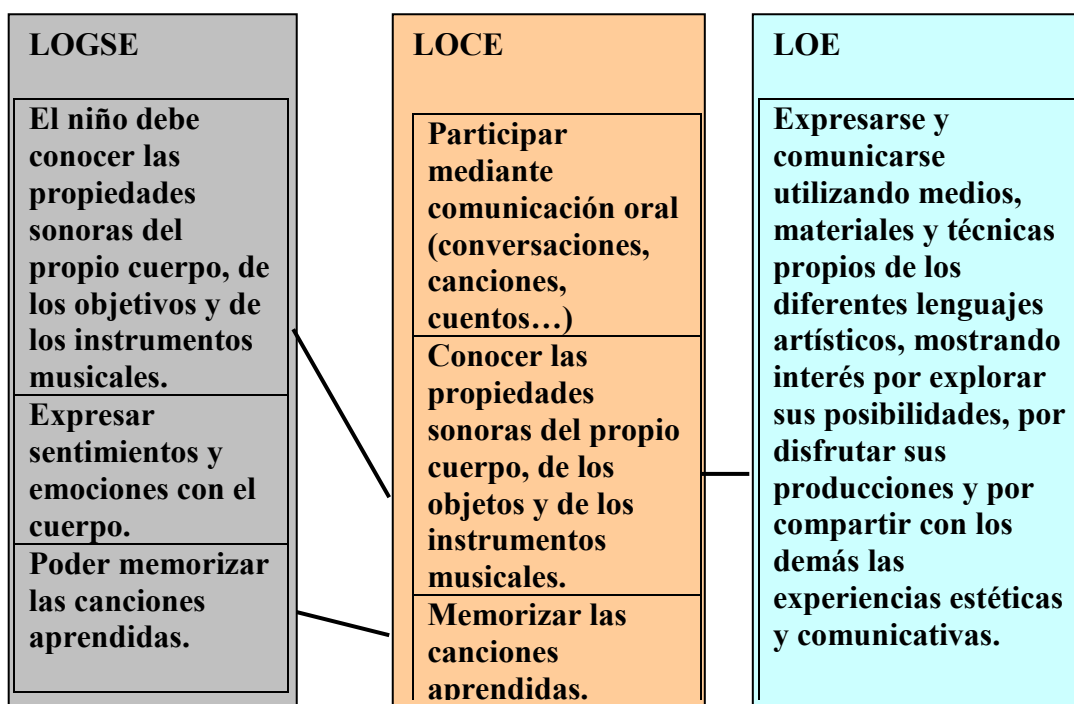 LOGSE
El niño debe
conocer las
propiedades
sonoras del
propio cuerpo, de
los objetivos y de
los instrumentos
musicales.
Expresar
sentimientos y
emociones con el
cuerpo.
Poder memorizar
las canciones
aprendidas.
LOCE
Participar
mediante
comunicación oral
(conversaciones,
canciones,
cuentos…)
Conocer las
propiedades
sonoras del propio
cuerpo, de los
objetos y de los
instrumentos
musicales.
Memorizar las
canciones
aprendidas.
LOE
Expresarse y
comunicarse
utilizando medios,
materiales y técnicas
propios de los
diferentes lenguajes
artísticos, mostrando
interés por explorar
sus posibilidades, por
disfrutar sus
producciones y por
compartir con los
demás las
experiencias estéticas
y comunicativas.